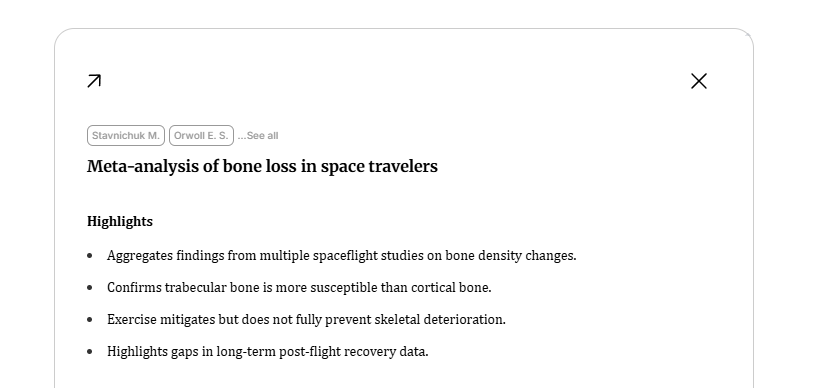 Stavnichuk M. Orwoll E. S. ...See all
Meta-analysis of bone loss in space travelers
Highlights
Aggregates findings from multiple spaceflight studies on bone density changes.
Confirms trabecular bone is more susceptible than cortical bone.
Exercise mitigates but does not fully prevent skeletal deterioration.
Highlights gaps in long-term post-flight recovery data.